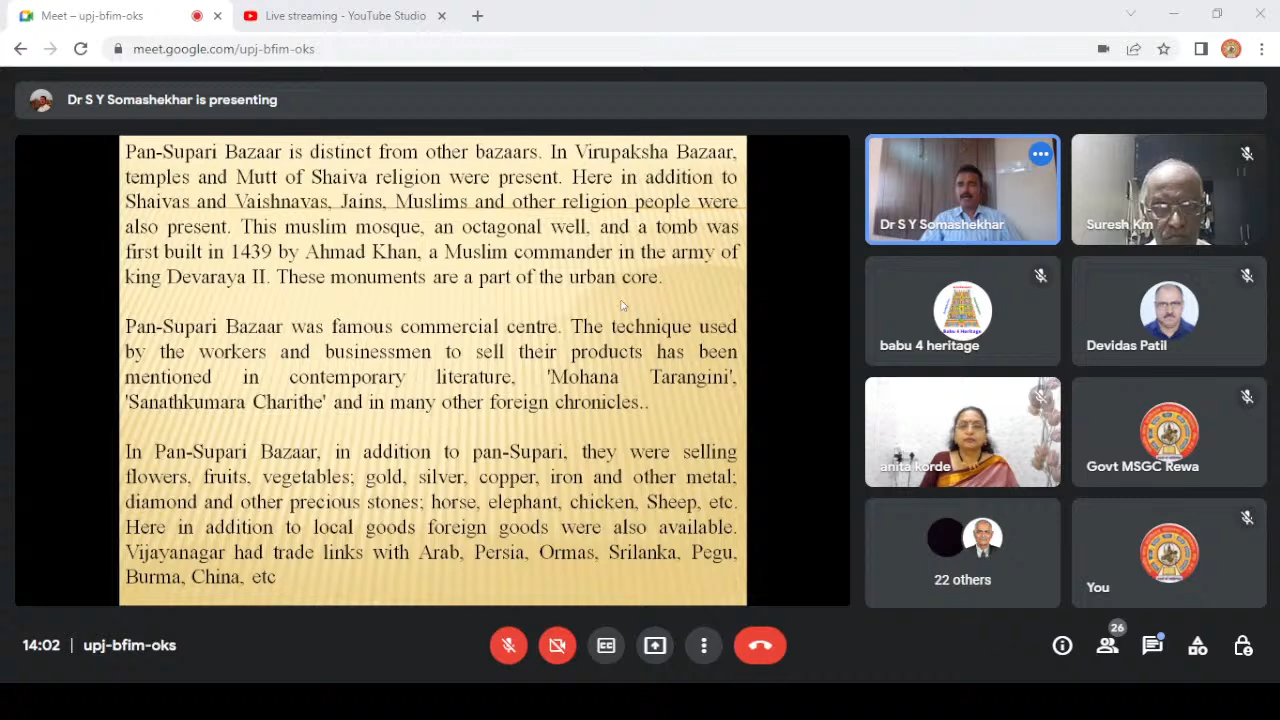 Meet – upj-bfim-oks
Live streaming - YouTube Studio
meet.google.com/upj-bfim-oks
Dr S Y Somashekhar is presenting
Pan-Supari Bazaar is distinct from other bazaars. In Virupaksha Bazaar,
temples and Mutt of Shaiva religion were present. Here in addition to
Shaivas and Vaishnavas, Jains, Muslims and other religion people were
also present. This muslim mosque, an octagonal well, and a tomb was
first built in 1439 by Ahmad Khan, a Muslim commander in the army of
king Devaraya II. These monuments are a part of the urban core.
Pan-Supari Bazaar was famous commercial centre. The technique used
by the workers and businessmen to sell their products has been
mentioned in contemporary literature, 'Mohana Tarangini',
'Sanathkumara Charithe' and in many other foreign chronicles..
In Pan-Supari Bazaar, in addition to pan-Supari, they were selling
flowers, fruits, vegetables; gold, silver, copper, iron and other metal;
diamond and other precious stones; horse, elephant, chicken, Sheep, etc.
Here in addition to local goods foreign goods were also available.
Vijayanagar had trade links with Arab, Persia, Ormas, Srilanka, Pegu,
Burma, China, etc
Dr S Y Somashekhar
Suresh Km
Babu 4 Heritage
babu 4 heritage
Devidas Patil
anita korde
Govt MSGC Rewa
22 others
You
14:02 | upj-bfim-oks
CC
26